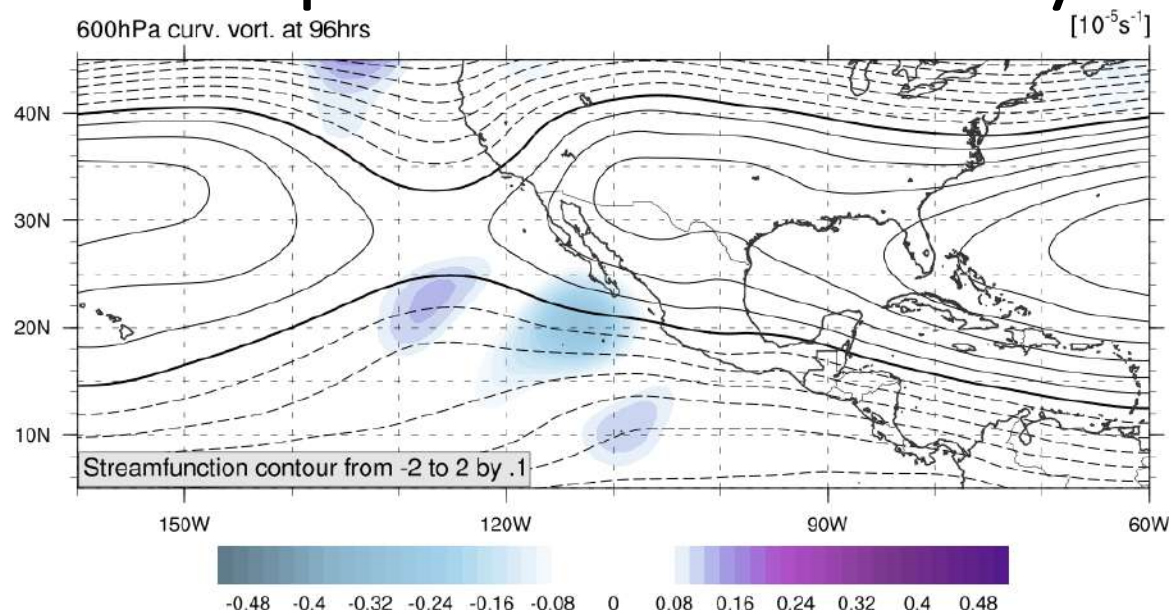 600hPa curv. vort. at 96hrs
[10⁻⁵s⁻¹]
40N
30N
20N
10N
Streamfunction contour from -2 to 2 by .1
150W 120W 90W 60W
-0.48 -0.4 -0.32 -0.24 -0.16 -0.08 0 0.08 0.16 0.24 0.32 0.4 0.48